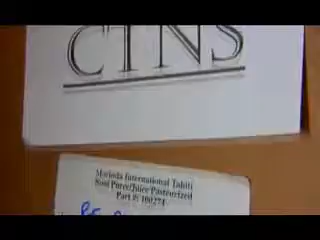 CTNS
Morinda International Tahiti
Noni Puree/Juice Pasteurized
Part #: 100274